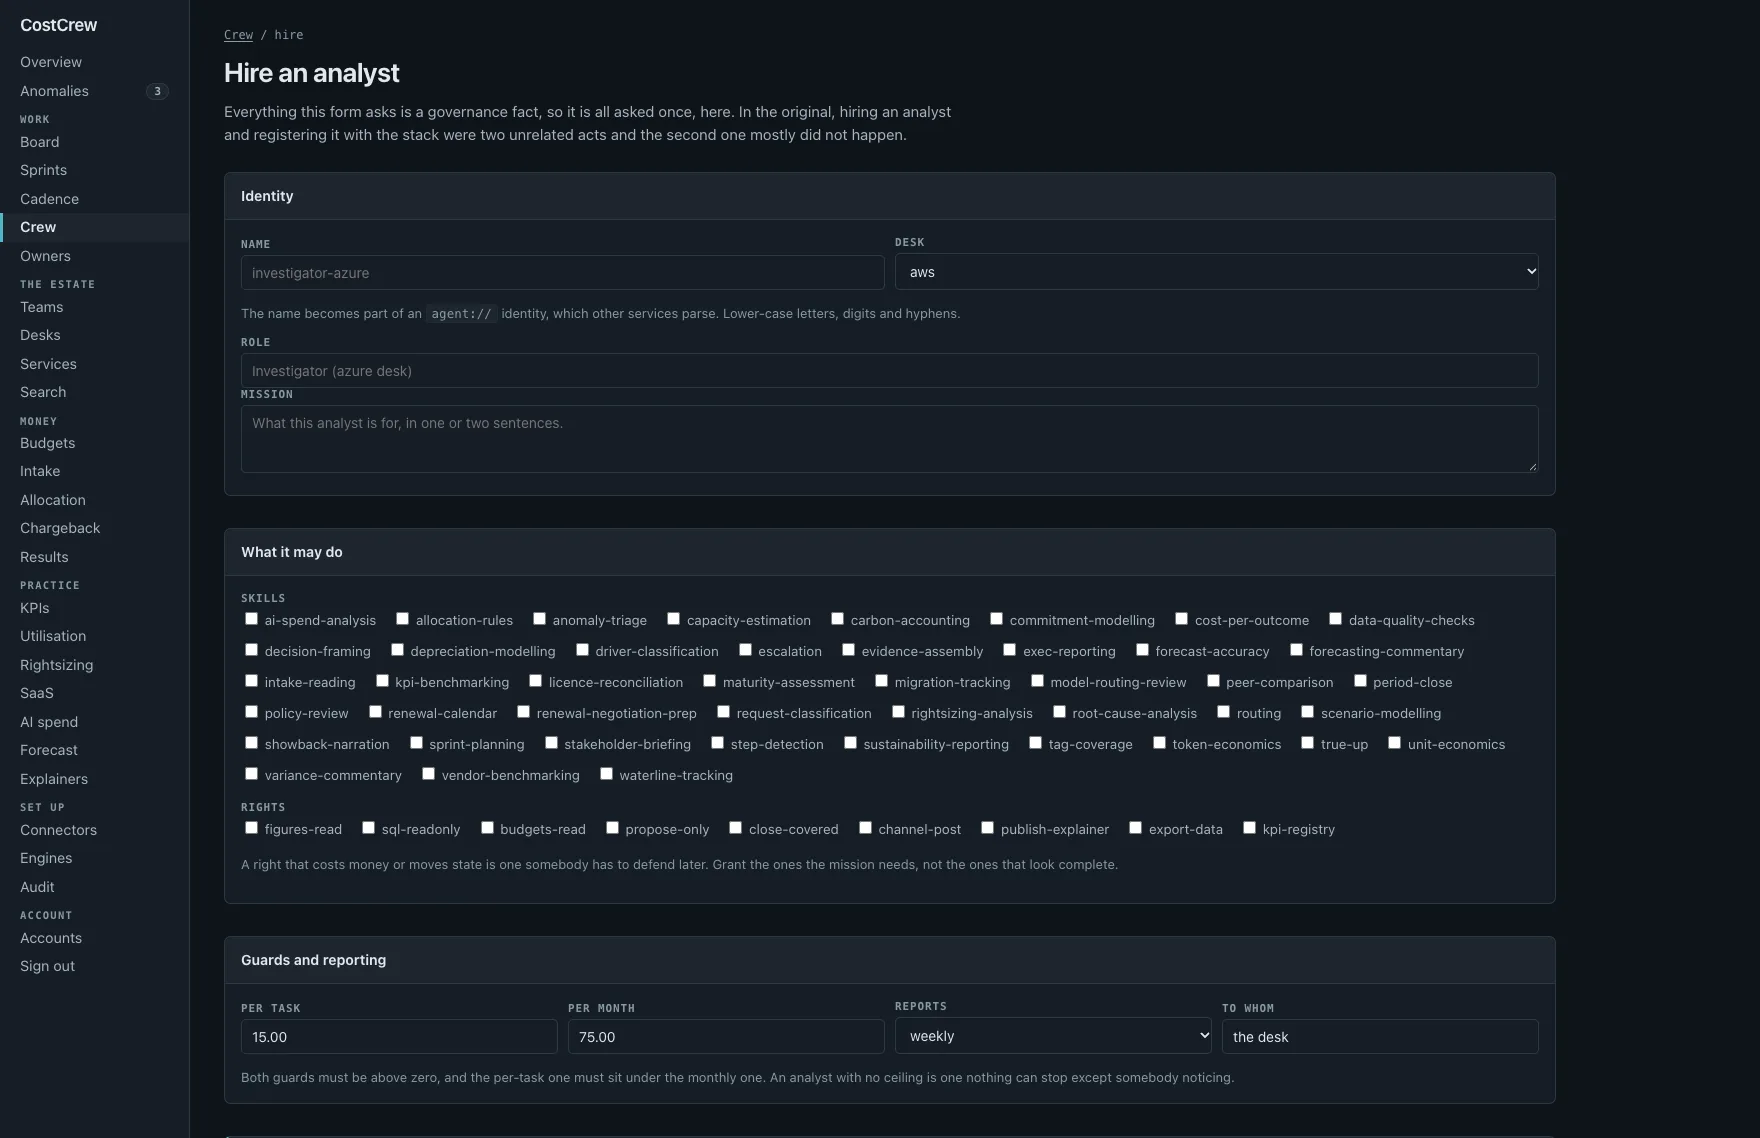 CostCrew
Overview
Anomalies 3
WORK
Board
Sprints
Cadence
Crew
Owners
THE ESTATE
Teams
Desks
Services
Search
MONEY
Budgets
Intake
Allocation
Chargeback
Results
PRACTICE
KPIs
Utilisation
Rightsizing
SaaS
AI spend
Forecast
Explainers
SET UP
Connectors
Engines
Audit
ACCOUNT
Accounts
Sign out
Crew / hire
Hire an analyst
Everything this form asks is a governance fact, so it is all asked once, here. In the original, hiring an analyst
and registering it with the stack were two unrelated acts and the second one mostly did not happen.
Identity
NAME DESK
investigator-azure aws
The name becomes part of an agent:// identity, which other services parse. Lower-case letters, digits and hyphens.
ROLE
Investigator (azure desk)
MISSION
What this analyst is for, in one or two sentences.
What it may do
SKILLS
ai-spend-analysis allocation-rules anomaly-triage capacity-estimation carbon-accounting commitment-modelling cost-per-outcome data-quality-checks
decision-framing depreciation-modelling driver-classification escalation evidence-assembly exec-reporting forecast-accuracy forecasting-commentary
intake-reading kpi-benchmarking licence-reconciliation maturity-assessment migration-tracking model-routing-review peer-comparison period-close
policy-review renewal-calendar renewal-negotiation-prep request-classification rightsizing-analysis root-cause-analysis routing scenario-modelling
showback-narration sprint-planning stakeholder-briefing step-detection sustainability-reporting tag-coverage token-economics true-up unit-economics
variance-commentary vendor-benchmarking waterline-tracking
RIGHTS
figures-read sql-readonly budgets-read propose-only close-covered channel-post publish-explainer export-data kpi-registry
A right that costs money or moves state is one somebody has to defend later. Grant the ones the mission needs, not the ones that look complete.
Guards and reporting
PER TASK PER MONTH REPORTS TO WHOM
15.00 75.00 weekly the desk
Both guards must be above zero, and the per-task one must sit under the monthly one. An analyst with no ceiling is one nothing can stop except somebody noticing.